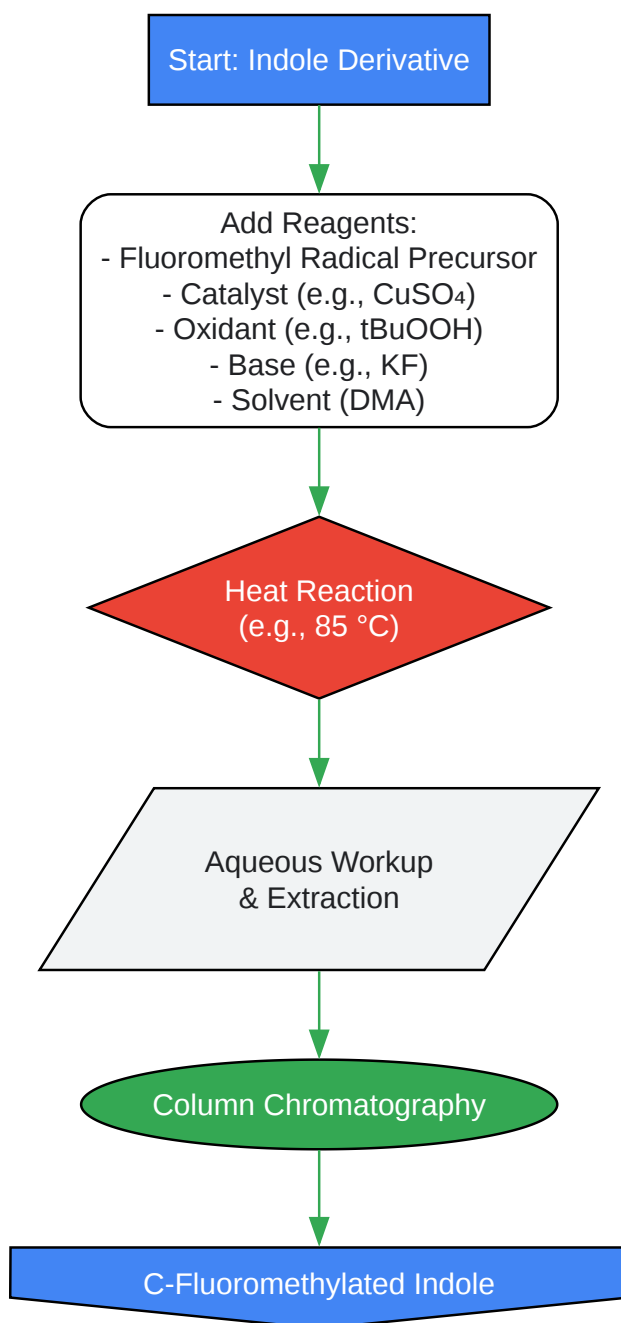 Start: Indole Derivative
Add Reagents:
- Fluoromethyl Radical Precursor
- Catalyst (e.g., CuSO₄)
- Oxidant (e.g., tBuOOH)
- Base (e.g., KF)
- Solvent (DMA)
Heat Reaction
(e.g., 85 °C)
Aqueous Workup
& Extraction
Column Chromatography
C-Fluoromethylated Indole